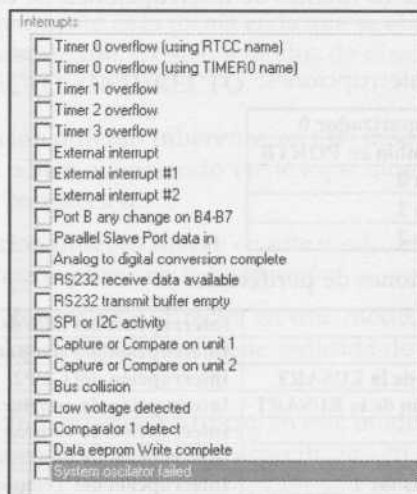 Interrupts
Timer 0 overflow (using RTCC name)
Timer 0 overflow (using TIMER0 name)
Timer 1 overflow
Timer 2 overflow
Timer 3 overflow
External interrupt
External interrupt #1
External interrupt #2
Port B any change on B4-B7
Parallel Slave Port data in
Analog to digital conversion complete
RS232 receive data available
RS232 transmit buffer empty
SPI or I2C activity
Capture or Compare on unit 1
Capture or Compare on unit 2
Bus collision
Low voltage detected
Comparator 1 detect
Data eeprom Write complete
System oscilator failed